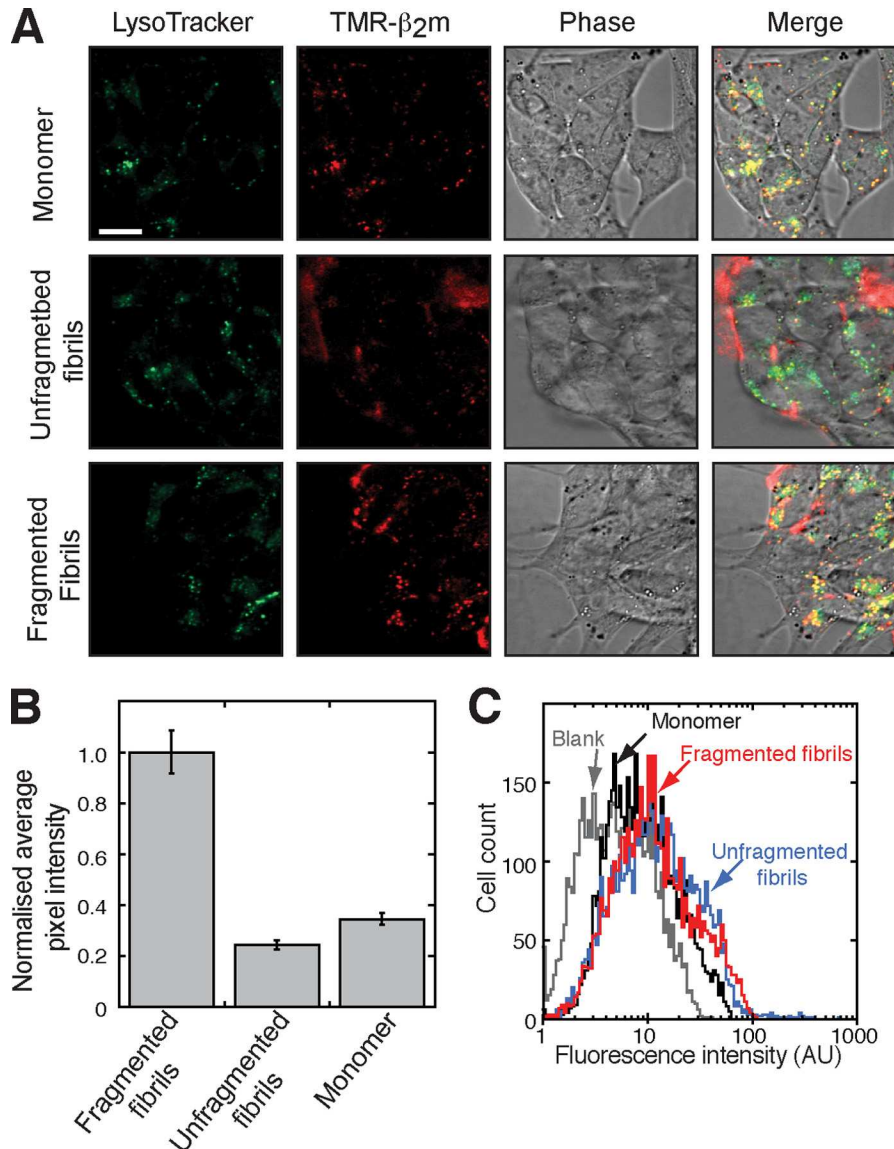 A
LysoTracker
TMR-β₂m
Phase
Merge
Monomer
Unfragmetbed
fibrils
Fragmented
Fibrils
B
Normalised average
pixel intensity
1.0
0.8
0.6
0.4
0.2
0
Fragmented
fibrils
Unfragmented
fibrils
Monomer
C
Cell count
150
100
50
0
Blank
Monomer
Fragmented fibrils
Unfragmented
fibrils
1
10
100
1000
Fluorescence intensity (AU)